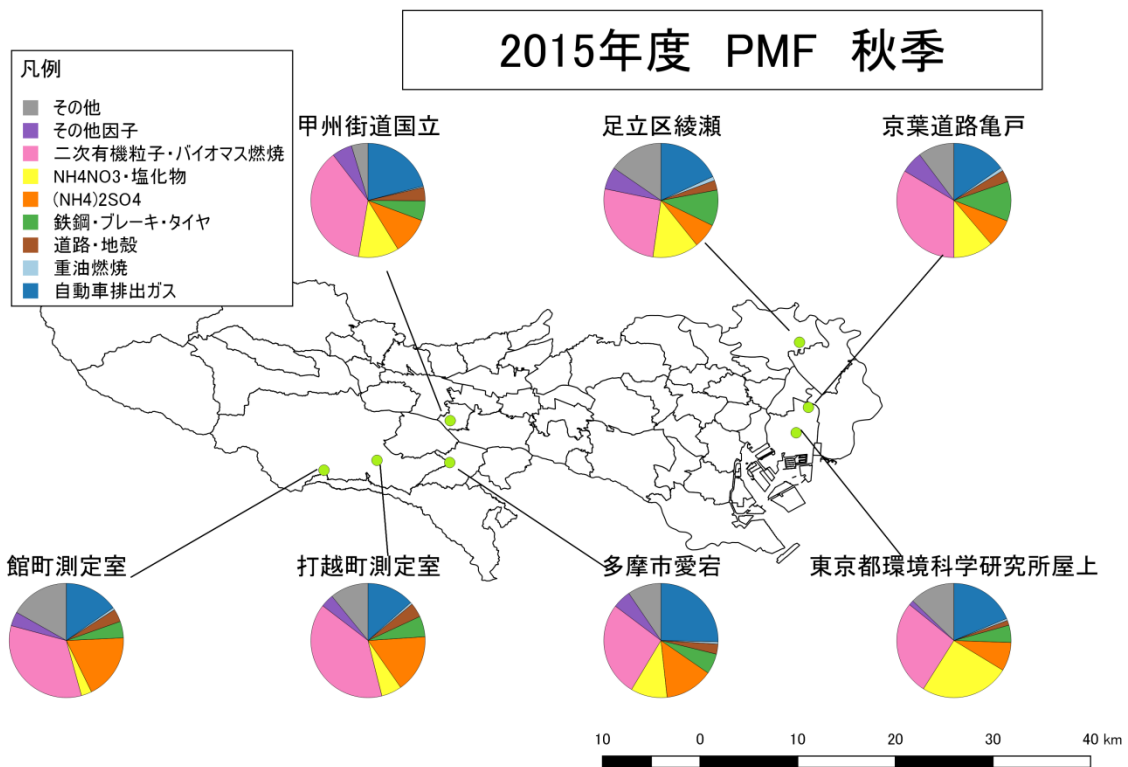 2015年度 PMF 秋季
凡例
その他
その他因子
二次有機粒子・バイオマス燃焼
NH4NO3・塩化物
(NH4)2SO4
鉄鋼・ブレーキ・タイヤ
道路・地殻
重油燃焼
自動車排出ガス
甲州街道国立
足立区綾瀬
京葉道路亀戸
館町測定室
打越町測定室
多摩市愛宕
東京都環境科学研究所屋上
10 0 10 20 30 40 km